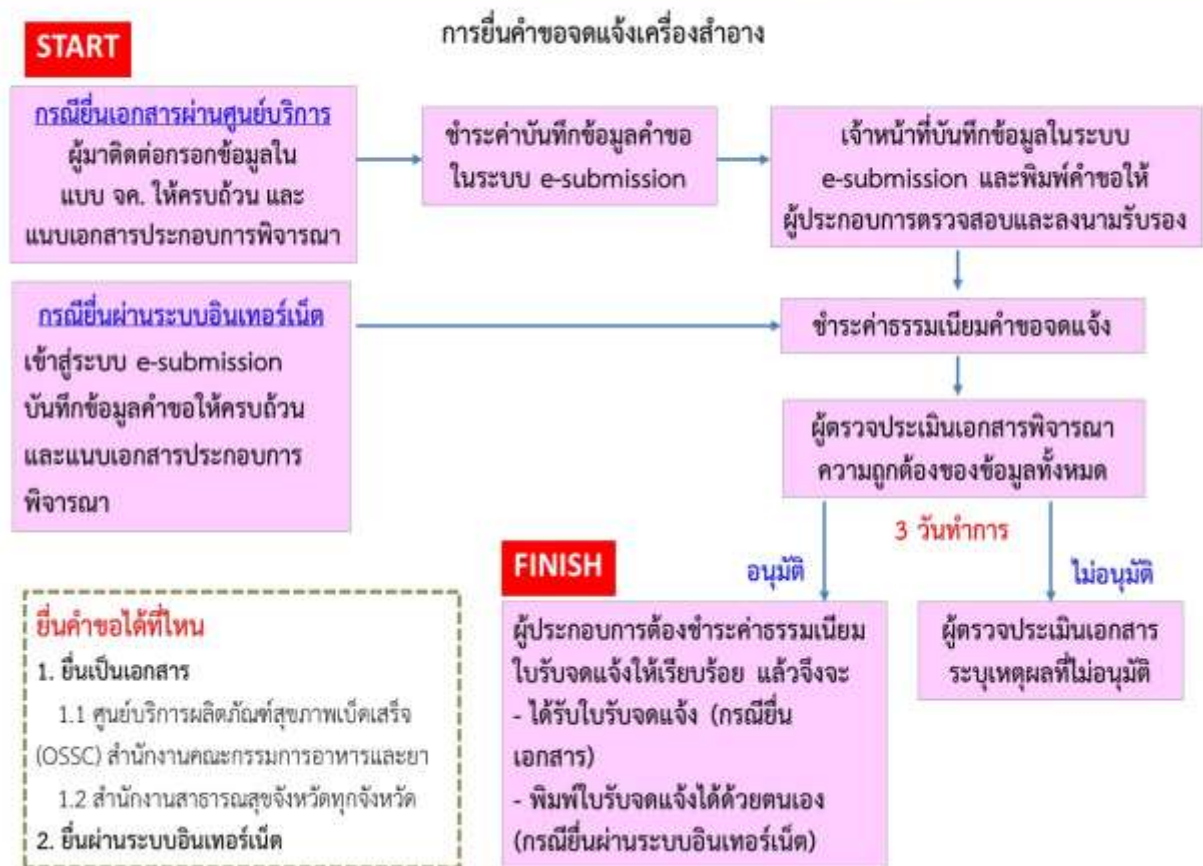 การยื่นคำขอจดแจ้งเครื่องสำอาง
START
กรณียื่นเอกสารผ่านศูนย์บริการ
ผู้มาติดต่อกรอกข้อมูลใน
แบบ จค. ให้ครบถ้วน และ
แนบเอกสารประกอบการพิจารณา
ชำระค่าบันทึกข้อมูลคำขอ
ในระบบ e-submission
เจ้าหน้าที่บันทึกข้อมูลในระบบ
e-submission และพิมพ์คำขอให้
ผู้ประกอบการตรวจสอบและลงนามรับรอง
กรณียื่นผ่านระบบอินเทอร์เน็ต
เข้าสู่ระบบ e-submission
บันทึกข้อมูลคำขอให้ครบถ้วน
และแนบเอกสารประกอบการ
พิจารณา
ชำระค่าธรรมเนียมคำขอจดแจ้ง
ผู้ตรวจประเมินเอกสารพิจารณา
ความถูกต้องของข้อมูลทั้งหมด
3 วันทำการ
อนุมัติ
ไม่อนุมัติ
FINISH
ผู้ประกอบการต้องชำระค่าธรรมเนียม
ใบรับจดแจ้งให้เรียบร้อย แล้วจึงจะ
- ได้รับใบรับจดแจ้ง (กรณียื่น
เอกสาร)
- พิมพ์ใบรับจดแจ้งได้ด้วยตนเอง
(กรณียื่นผ่านระบบอินเทอร์เน็ต)
ผู้ตรวจประเมินเอกสาร
ระบุเหตุผลที่ไม่อนุมัติ
ยื่นคำขอได้ที่ไหน
1. ยื่นเป็นเอกสาร
1.1 ศูนย์บริการผลิตภัณฑ์สุขภาพเบ็ดเสร็จ
(OSSC) สำนักงานคณะกรรมการอาหารและยา
1.2 สำนักงานสาธารณสุขจังหวัดทุกจังหวัด
2. ยื่นผ่านระบบอินเทอร์เน็ต